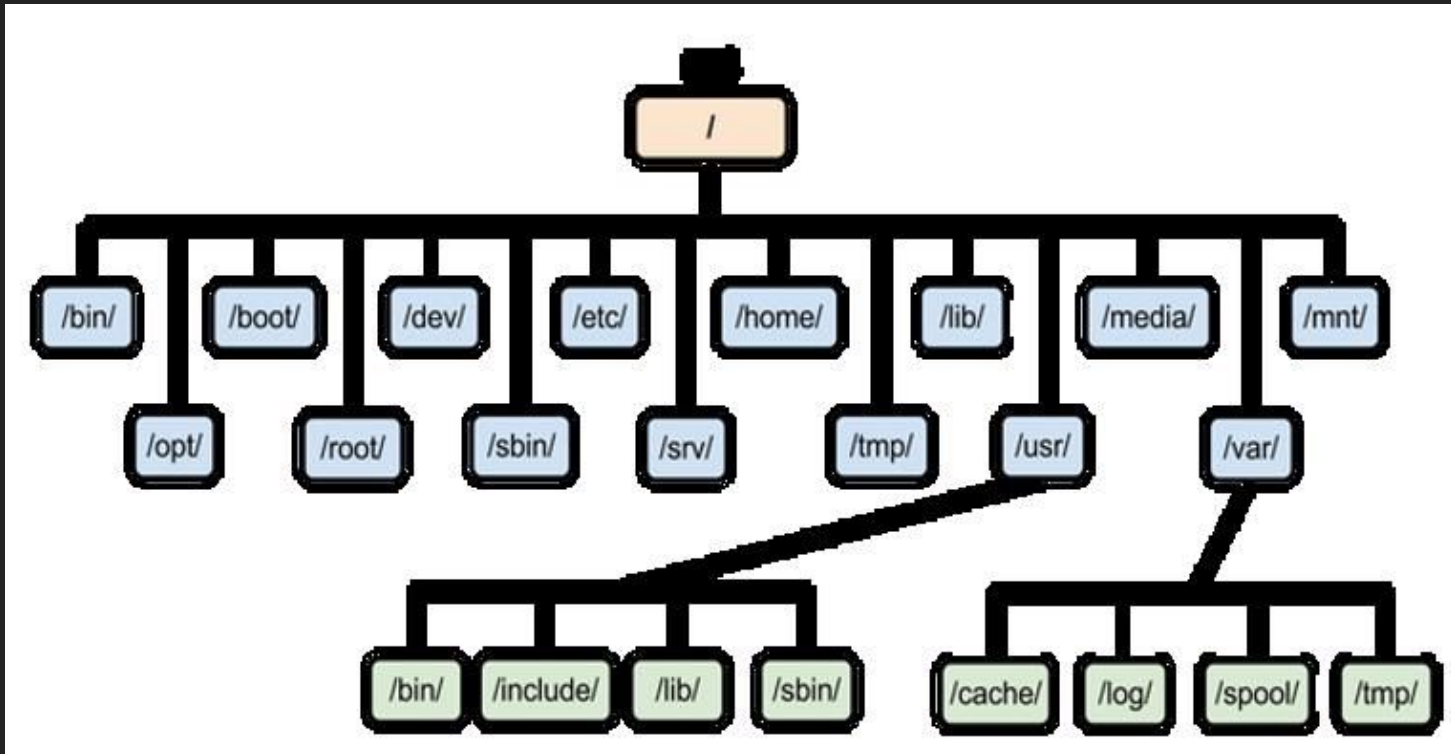 /
/bin/ /boot/ /dev/ /etc/ /home/ /lib/ /media/ /mnt/
/opt/ /root/ /sbin/ /srv/ /tmp/ /usr/ /var/
/bin/ /include/ /lib/ /sbin/ /cache/ /log/ /spool/ /tmp/